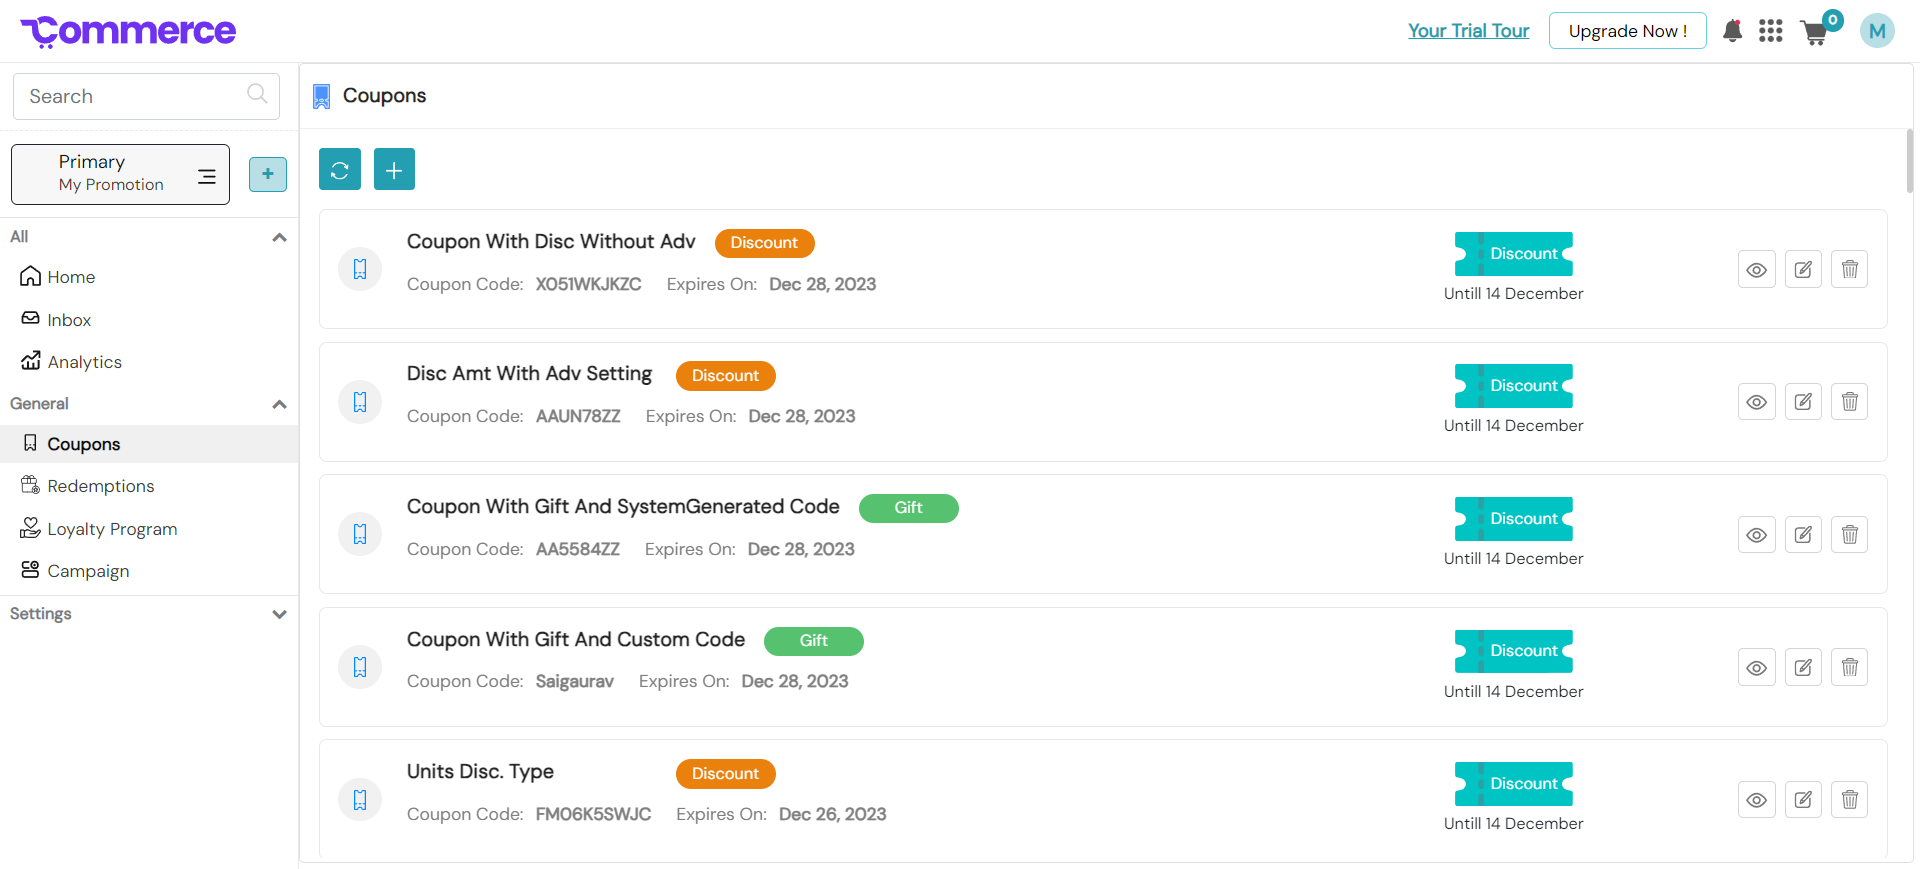 Commerce
Your Trial Tour
Upgrade Now !
0
M
Search
Coupons
Primary
My Promotion
+
All
Home
Inbox
Analytics
General
Coupons
Redemptions
Loyalty Program
Campaign
Settings
Coupon With Disc Without Adv Discount
Coupon Code: X051WKJKZC Expires On: Dec 28, 2023
Discount
Untill 14 December
Disc Amt With Adv Setting Discount
Coupon Code: AAUN78ZZ Expires On: Dec 28, 2023
Discount
Untill 14 December
Coupon With Gift And SystemGenerated Code Gift
Coupon Code: AA5584ZZ Expires On: Dec 28, 2023
Discount
Untill 14 December
Coupon With Gift And Custom Code Gift
Coupon Code: Saigaurav Expires On: Dec 28, 2023
Discount
Untill 14 December
Units Disc. Type Discount
Coupon Code: FM06K5SWJC Expires On: Dec 26, 2023
Discount
Untill 14 December